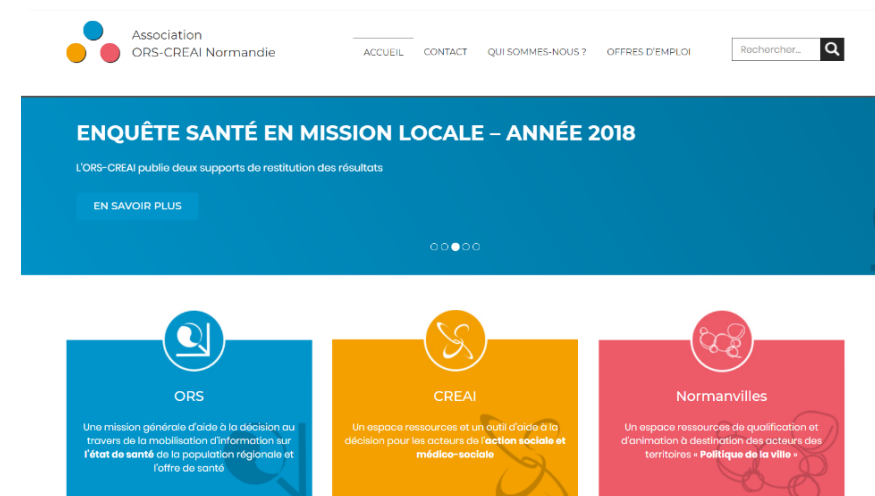 Association
ORS-CREAI Normandie
ACCUEIL CONTACT QUI SOMMES-NOUS ? OFFRES D'EMPLOI
Rechercher...
ENQUÊTE SANTÉ EN MISSION LOCALE – ANNÉE 2018
L'ORS-CREAI publie deux supports de restitution des résultats
EN SAVOIR PLUS
ORS
Une mission générale d'aide à la décision au
travers de la mobilisation d'information sur
l'état de santé de la population régionale et
l'offre de santé
CREAI
Un espace ressources et un outil d'aide à la
décision pour les acteurs de l'action sociale et
médico-sociale
Normanvilles
Un espace ressources de qualification et
d'animation à destination des acteurs des
territoires « Politique de la ville »